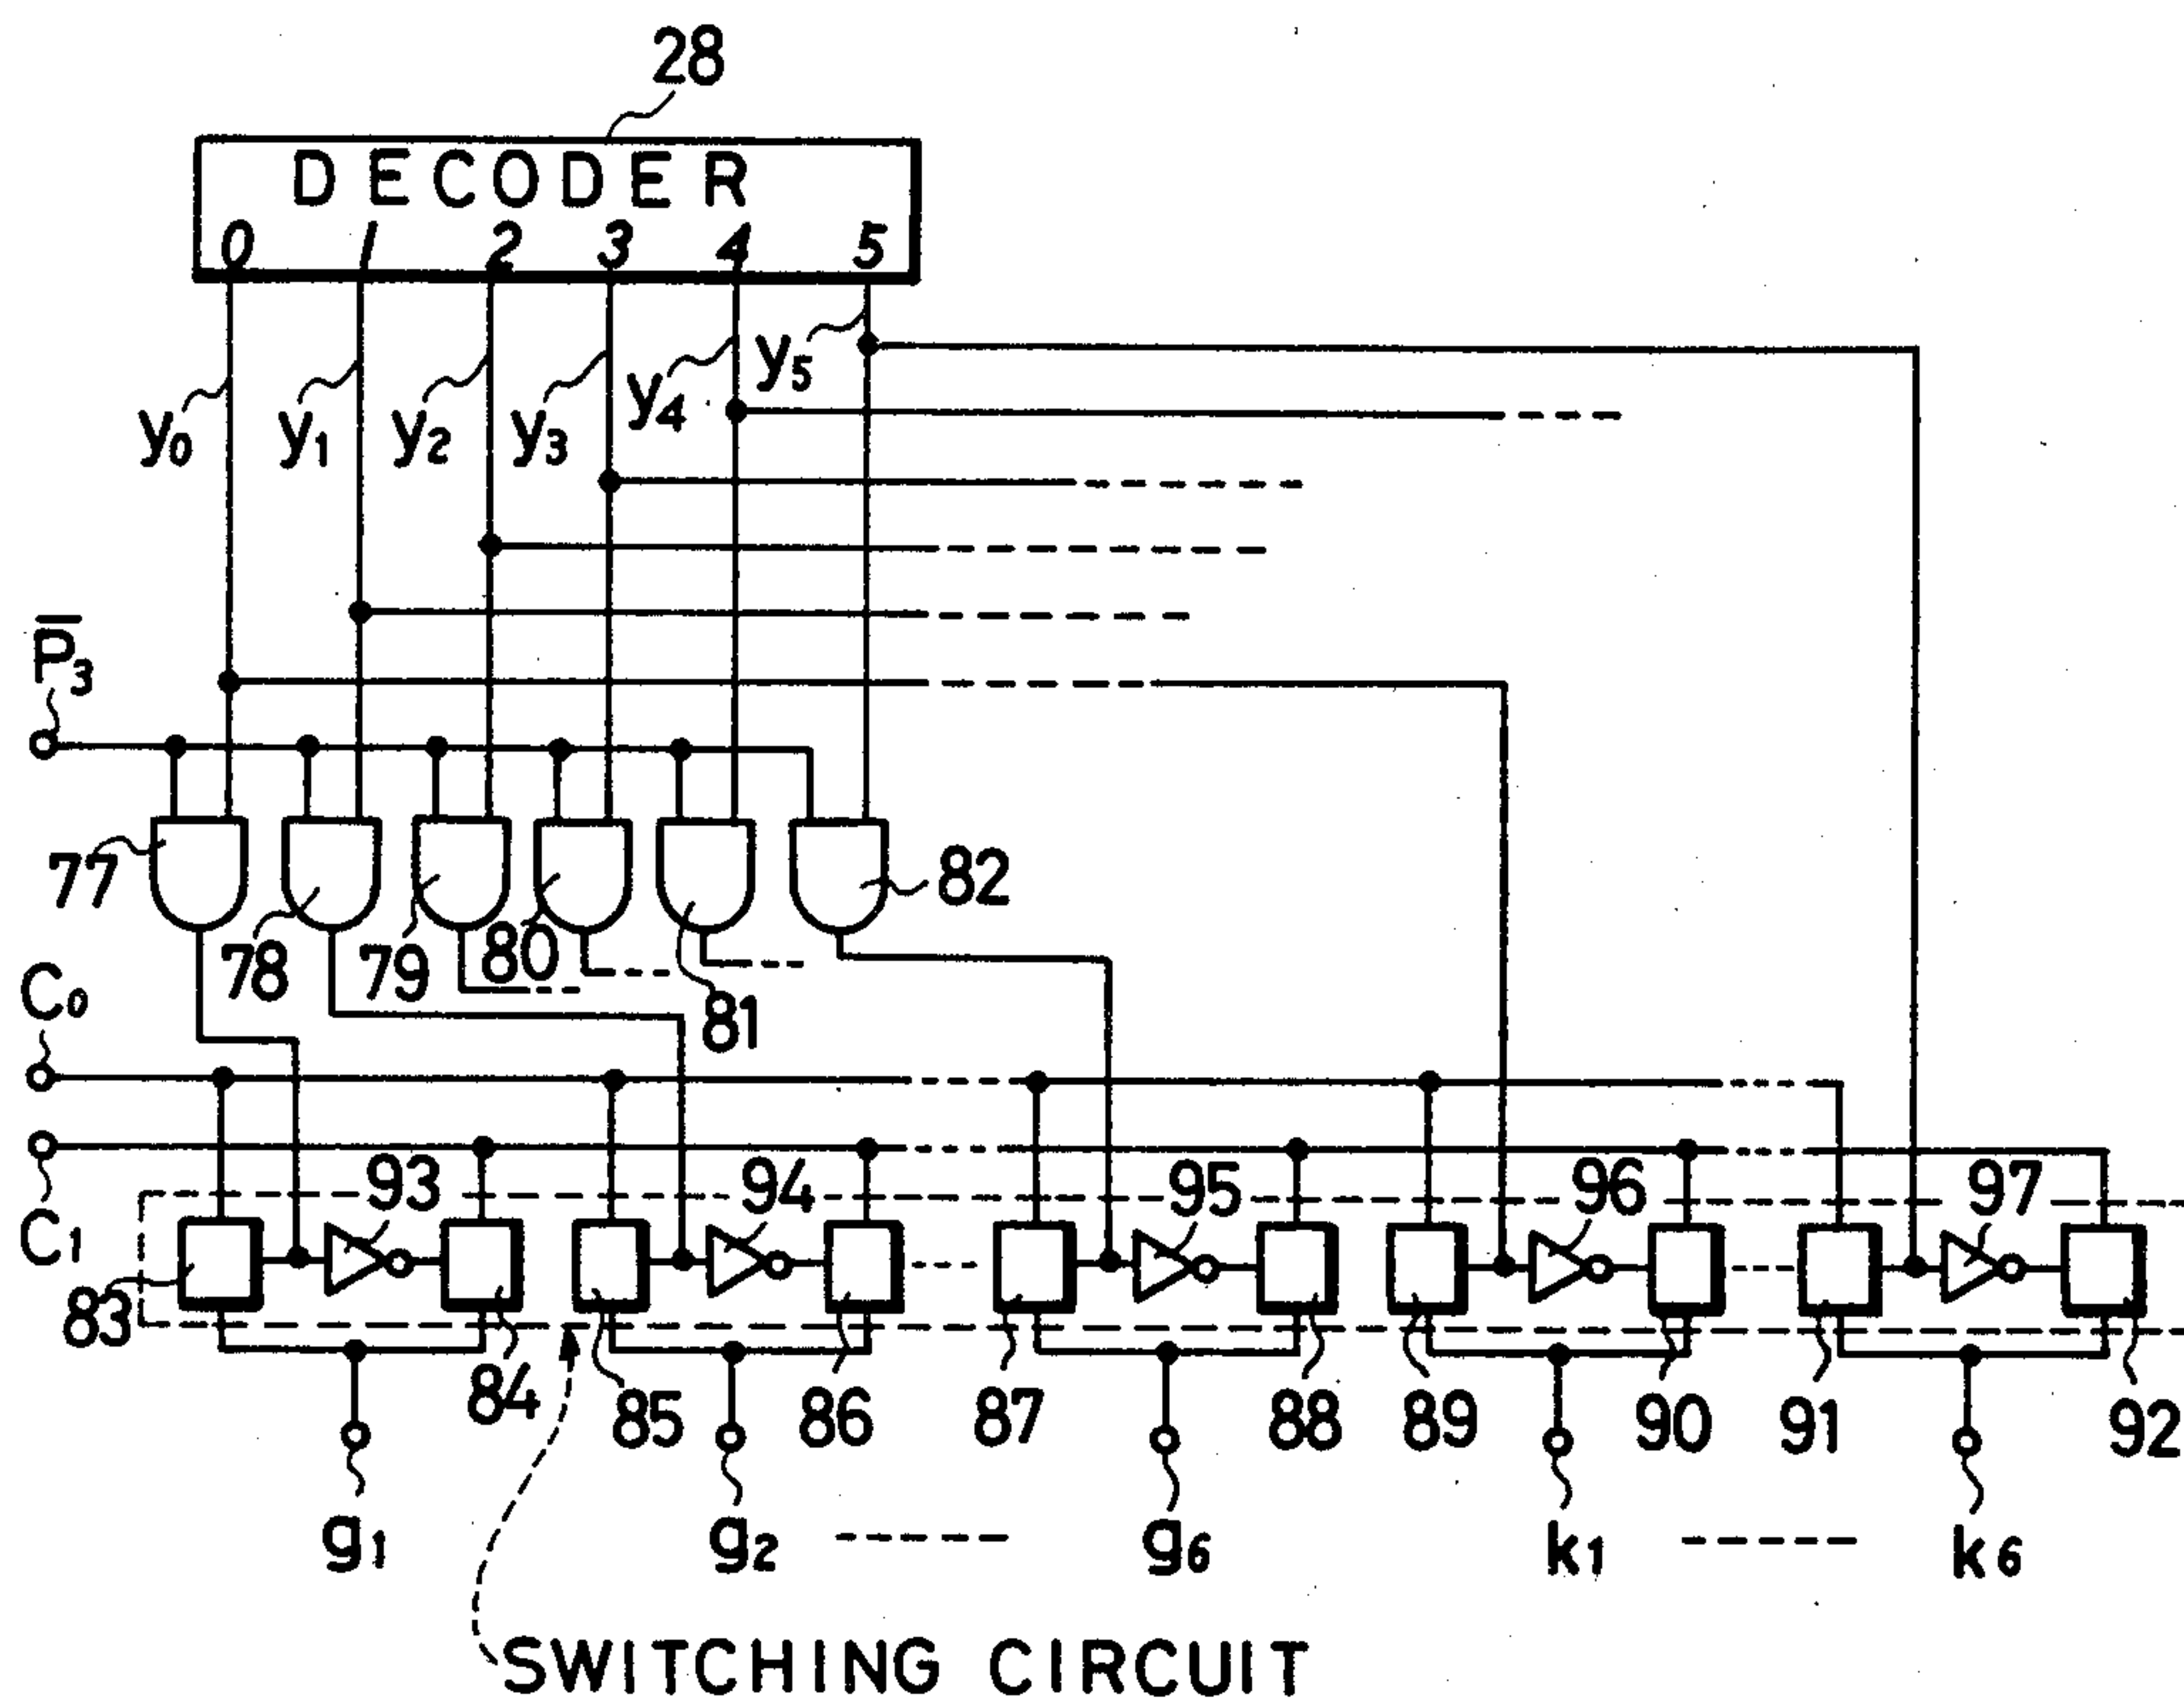 28
DECODER
0 1 2 3 4 5
y0 y1 y2 y3 y4 y5
P̅3
77 78 79 80 81 82
C0
C1
93 94 95 96 97
83 84 85 86 87 88 89 90 91 92
g1 g2 ------ g6 k1 ------ k6
SWITCHING CIRCUIT